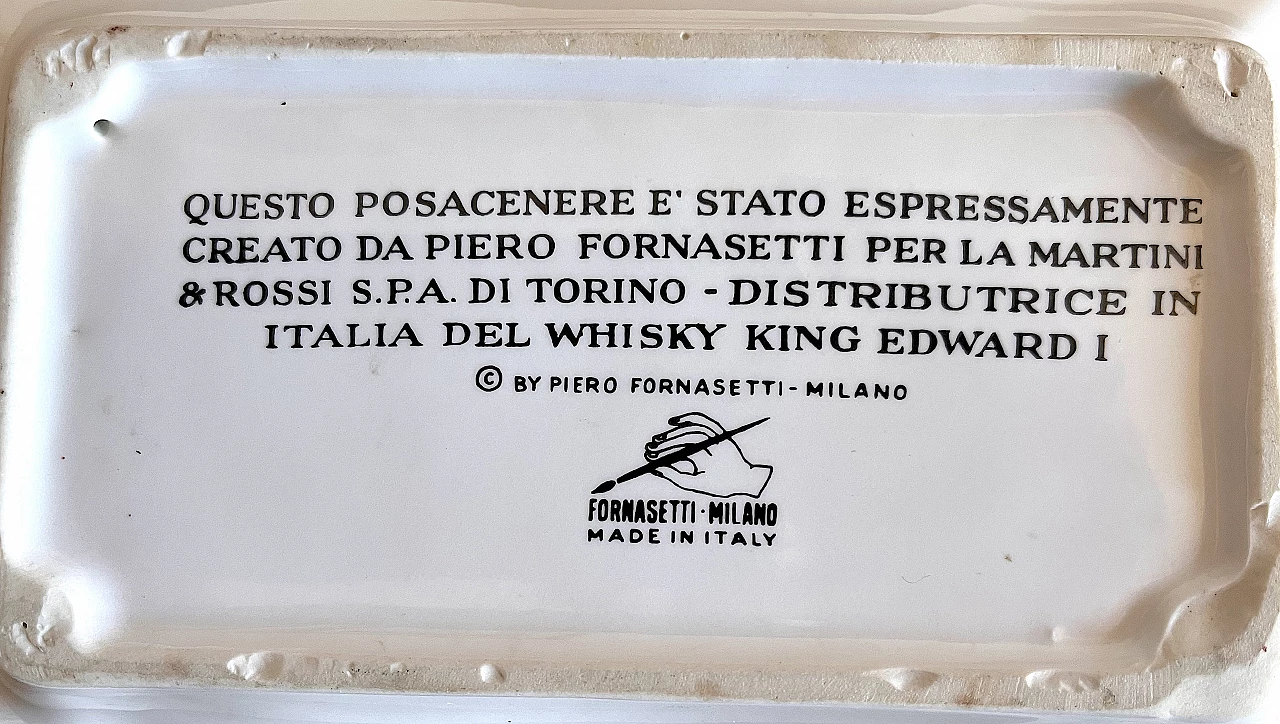 QUESTO POSACENERE E' STATO ESPRESSAMENTE
CREATO DA PIERO FORNASETTI PER LA MARTINI
& ROSSI S.P.A. DI TORINO - DISTRIBUTRICE IN
ITALIA DEL WHISKY KING EDWARD I
© BY PIERO FORNASETTI - MILANO
FORNASETTI · MILANO
MADE IN ITALY